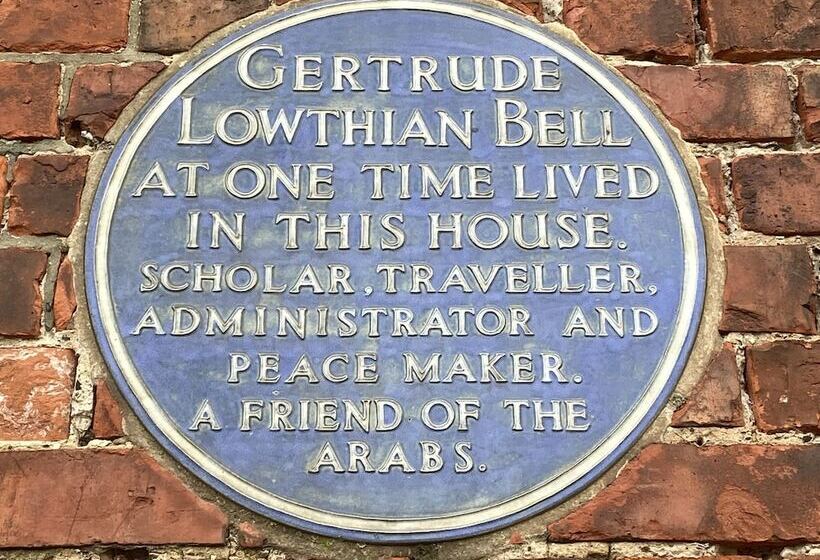 GERTRUDE
LOWTHIAN BELL
AT ONE TIME LIVED
IN THIS HOUSE.
SCHOLAR, TRAVELLER,
ADMINISTRATOR AND
PEACE MAKER.
A FRIEND OF THE
ARABS.